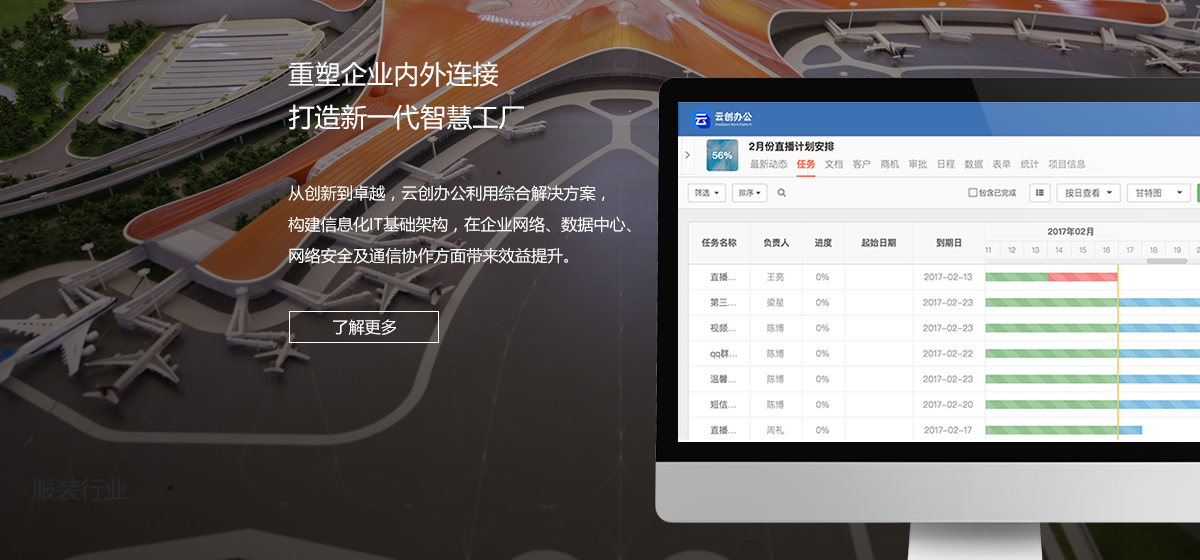 重塑企业内外连接
打造新一代智慧工厂
从创新到卓越，云创办公利用综合解决方案，
构建信息化IT基础架构，在企业网络、数据中心、
网络安全及通信协作方面带来效益提升。
了解更多
服装行业
云创办公
56%
2月份直播计划安排
最新动态 任务 文档 客户 商机 审批 日程 数据 表单 统计 项目信息
筛选 排序 包含已完成 按日查看 甘特图
任务名称 负责人 进度 起始日期 到期日 2017年02月
11 12 13 14 15 16 17 18 19
直播... 王亮 0% 2017-02-13
第三... 梁星 0% 2017-02-23
视频... 陈博 0% 2017-02-23
qq群... 陈博 0% 2017-02-22
温馨... 陈博 0% 2017-02-23
短信... 陈博 0% 2017-02-20
直播... 周礼 0% 2017-02-17